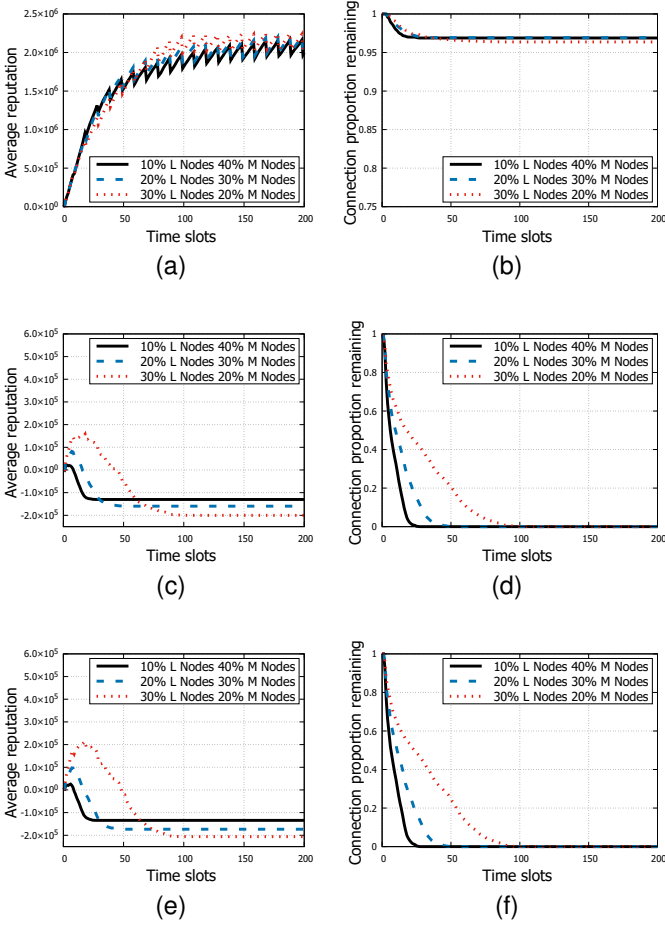 2.5×10⁶
2.0×10⁶
1.5×10⁶
1.0×10⁶
5.0×10⁵
0.0×10⁰
Average reputation
10% L Nodes 40% M Nodes
20% L Nodes 30% M Nodes
30% L Nodes 20% M Nodes
0 50 100 150 200
Time slots
(a)
1
0.95
0.9
0.85
0.8
0.75
Connection proportion remaining
10% L Nodes 40% M Nodes
20% L Nodes 30% M Nodes
30% L Nodes 20% M Nodes
0 50 100 150 200
Time slots
(b)
6.0×10⁵
5.0×10⁵
4.0×10⁵
3.0×10⁵
2.0×10⁵
1.0×10⁵
0.0×10⁰
-1.0×10⁵
-2.0×10⁵
Average reputation
10% L Nodes 40% M Nodes
20% L Nodes 30% M Nodes
30% L Nodes 20% M Nodes
0 50 100 150 200
Time slots
(c)
1
0.8
0.6
0.4
0.2
0
Connection proportion remaining
10% L Nodes 40% M Nodes
20% L Nodes 30% M Nodes
30% L Nodes 20% M Nodes
0 50 100 150 200
Time slots
(d)
6.0×10⁵
5.0×10⁵
4.0×10⁵
3.0×10⁵
2.0×10⁵
1.0×10⁵
0.0×10⁰
-1.0×10⁵
-2.0×10⁵
Average reputation
10% L Nodes 40% M Nodes
20% L Nodes 30% M Nodes
30% L Nodes 20% M Nodes
0 50 100 150 200
Time slots
(e)
1
0.8
0.6
0.4
0.2
0
Connection proportion remaining
10% L Nodes 40% M Nodes
20% L Nodes 30% M Nodes
30% L Nodes 20% M Nodes
0 50 100 150 200
Time slots
(f)